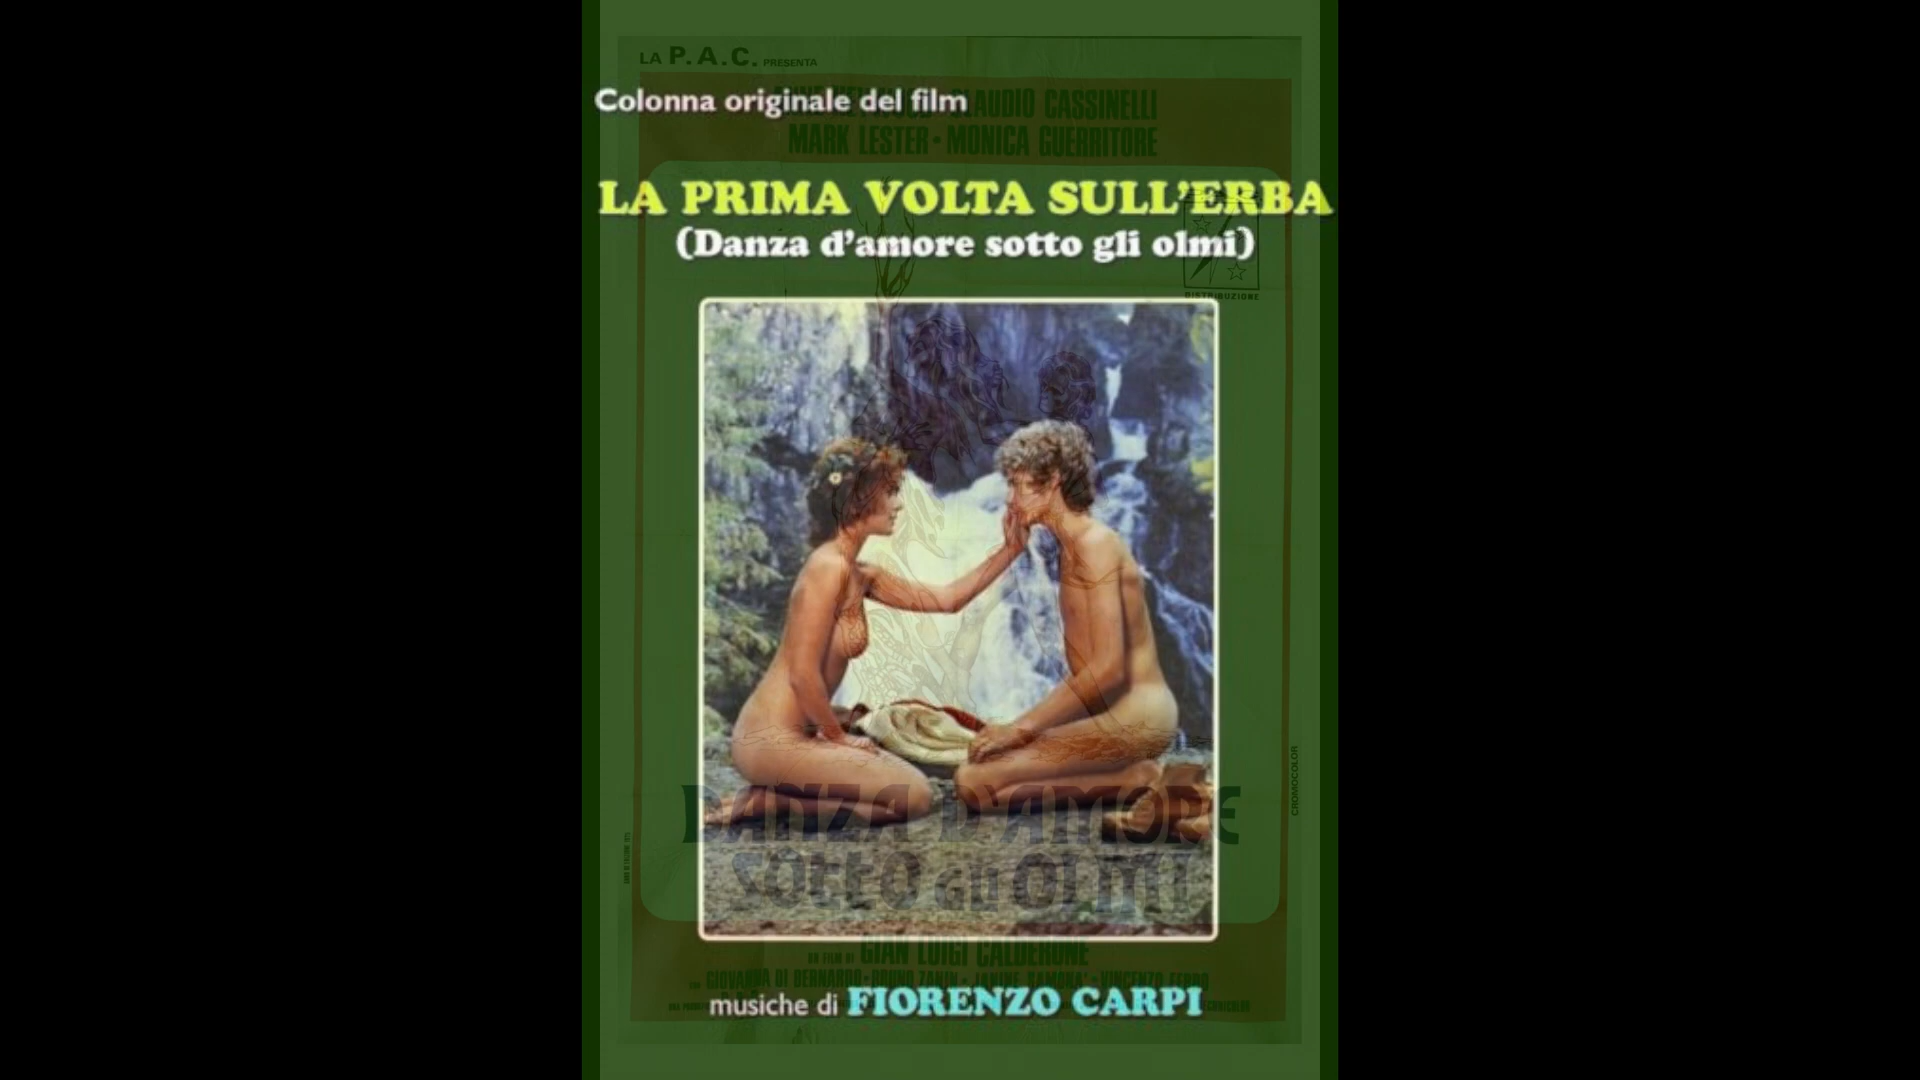 LA P.A.C. PRESENTA
Colonna originale del film
CLAUDIO CASSINELLI
MARK LESTER • MONICA GUERRITORE
LA PRIMA VOLTA SULL'ERBA
(Danza d'amore sotto gli olmi)
DISTRIBUZIONE
CROMOCOLOR
DANZA D'AMORE
SOTTO GLI OLMI
UN FILM DI GIAN LUIGI CALDERONE
GIOVANNA DI BERNARDO • BRUNO ZANIN • JANINE SAMONA' • VINCENZO FERRO
musiche di FIORENZO CARPI